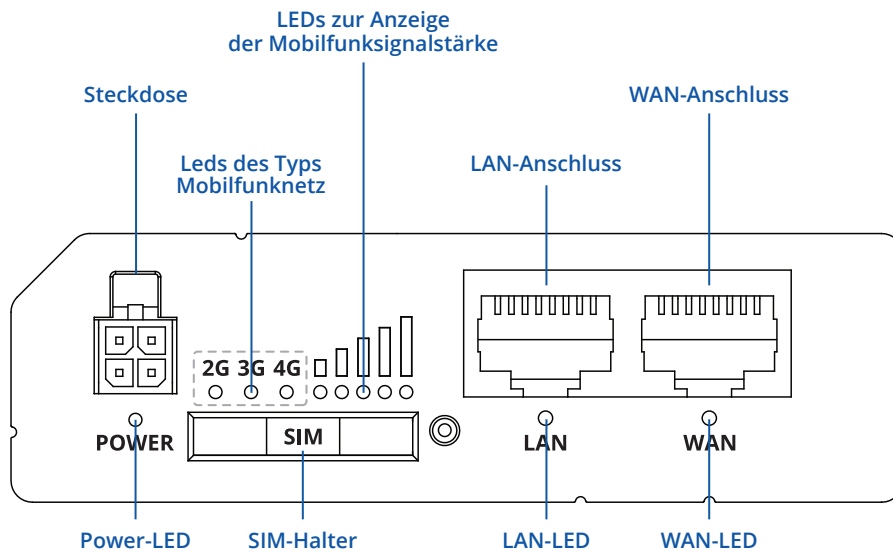 LEDs zur Anzeige
der Mobilfunksignalstärke
Steckdose
WAN-Anschluss
Leds des Typs
Mobilfunknetz
LAN-Anschluss
2G 3G 4G
POWER
SIM
LAN
WAN
Power-LED
SIM-Halter
LAN-LED
WAN-LED